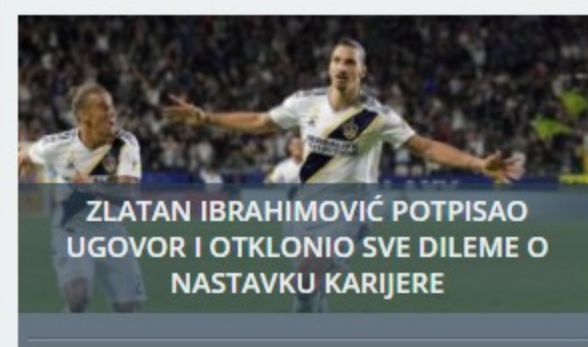 ZLATAN IBRAHIMOVIĆ POTPISAO
UGOVOR I OTKLONIO SVE DILEME O
NASTAVKU KARIJERE